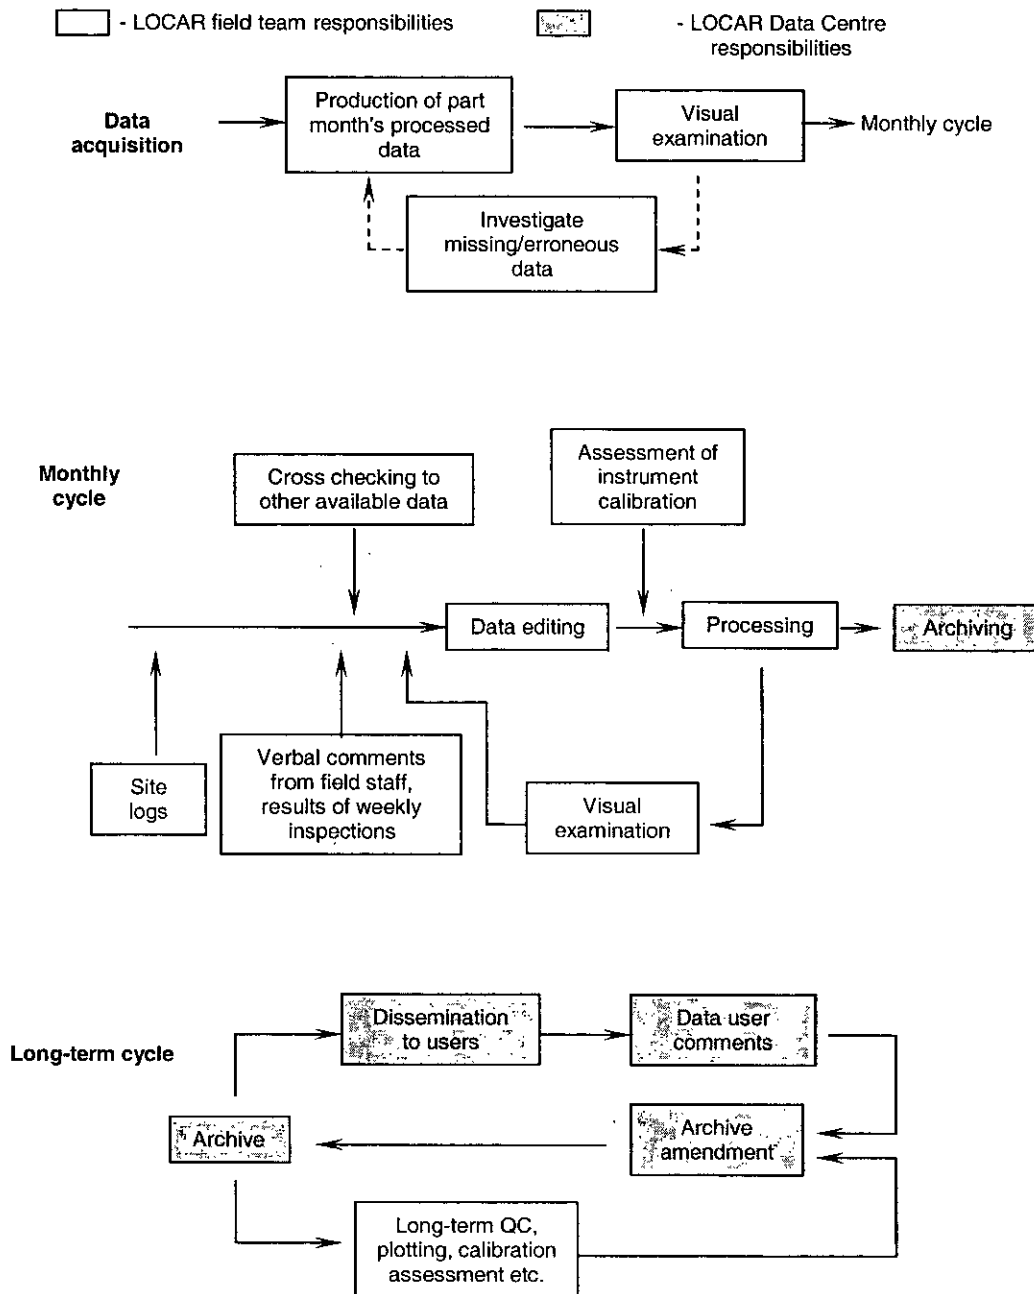 - LOCAR field team responsibilities
- LOCAR Data Centre
responsibilities
Data
acquisition
Production of part
month's processed
data
Visual
examination
Monthly cycle
Investigate
missing/erroneous
data
Monthly
cycle
Cross checking to
other available data
Assessment of
instrument
calibration
Data editing
Processing
Archiving
Site
logs
Verbal comments
from field staff,
results of weekly
inspections
Visual
examination
Long-term cycle
Dissemination
to users
Data user
comments
Archive
Archive
amendment
Long-term QC,
plotting, calibration
assessment etc.